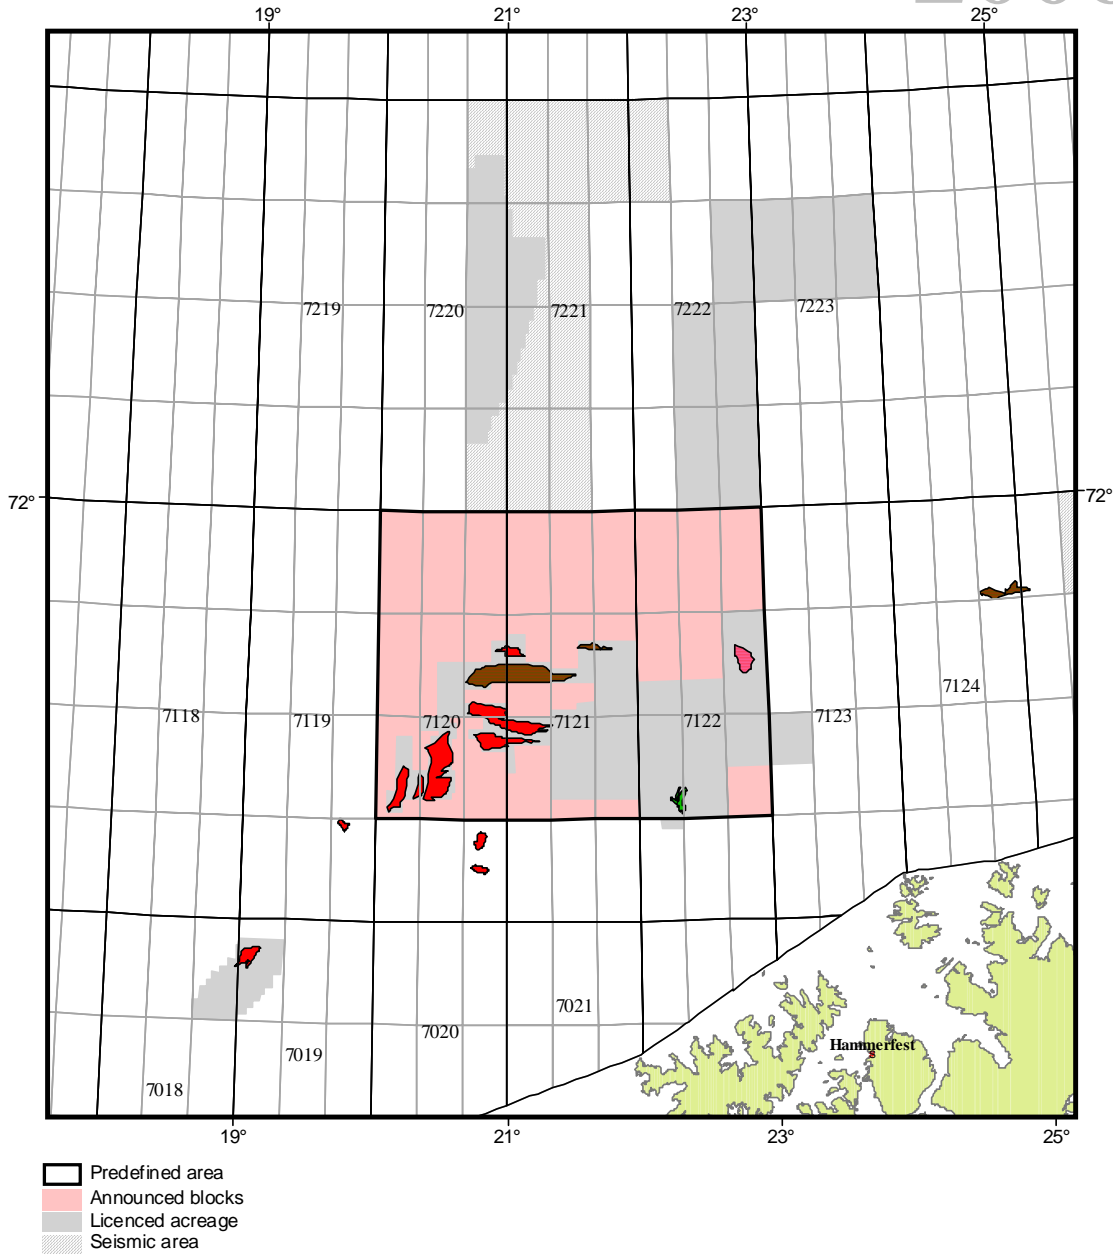 19° 21° 23° 25°
7219 7220 7221 7222 7223
72° 72°
7118 7119 7120 7121 7122 7123 7124
7018 7019 7020 7021
Hammerfest
19° 21° 23° 25°
Predefined area
Announced blocks
Licenced acreage
Seismic area